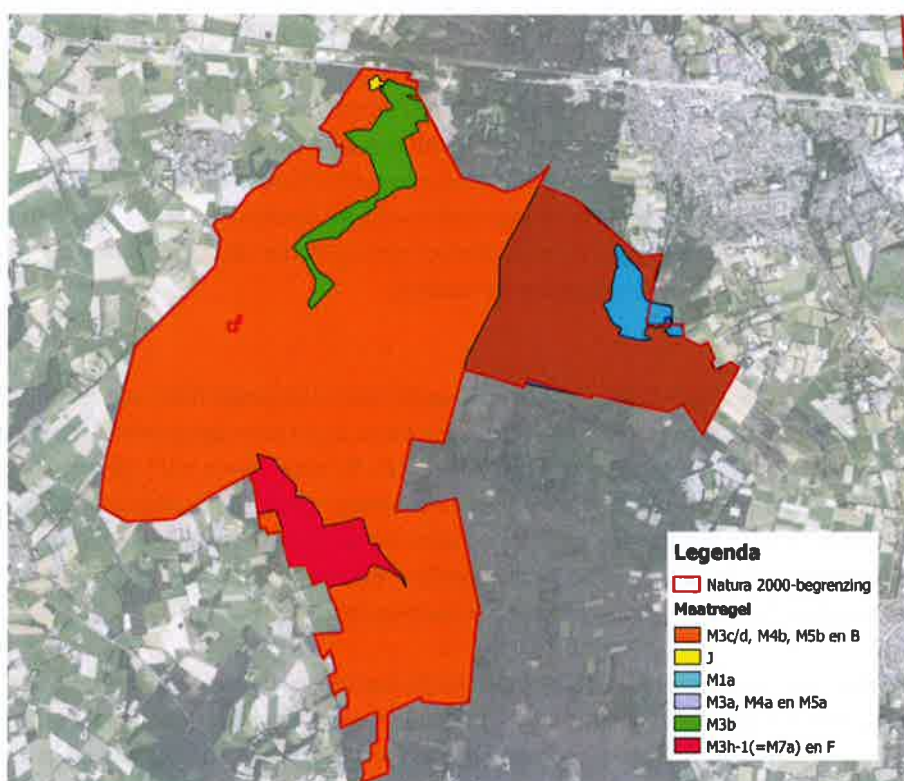 Legenda
Natura 2000-begrenzing
Maatregel
M3c/d, M4b, M5b en B
J
M1a
M3a, M4a en M5a
M3b
M3h-1(=M7a) en F